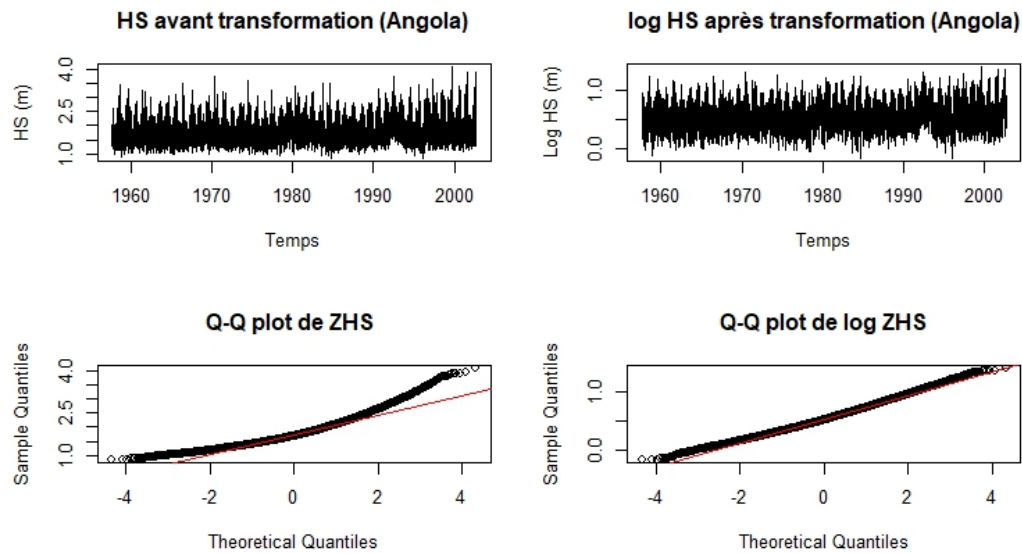 HS avant transformation (Angola)
HS (m)
4.0
2.5
1.0
1960 1970 1980 1990 2000
Temps
log HS après transformation (Angola)
Log HS (m)
1.0
0.0
1960 1970 1980 1990 2000
Temps
Q-Q plot de ZHS
Sample Quantiles
4.0
2.5
1.0
-4 -2 0 2 4
Theoretical Quantiles
Q-Q plot de log ZHS
Sample Quantiles
1.0
0.0
-4 -2 0 2 4
Theoretical Quantiles